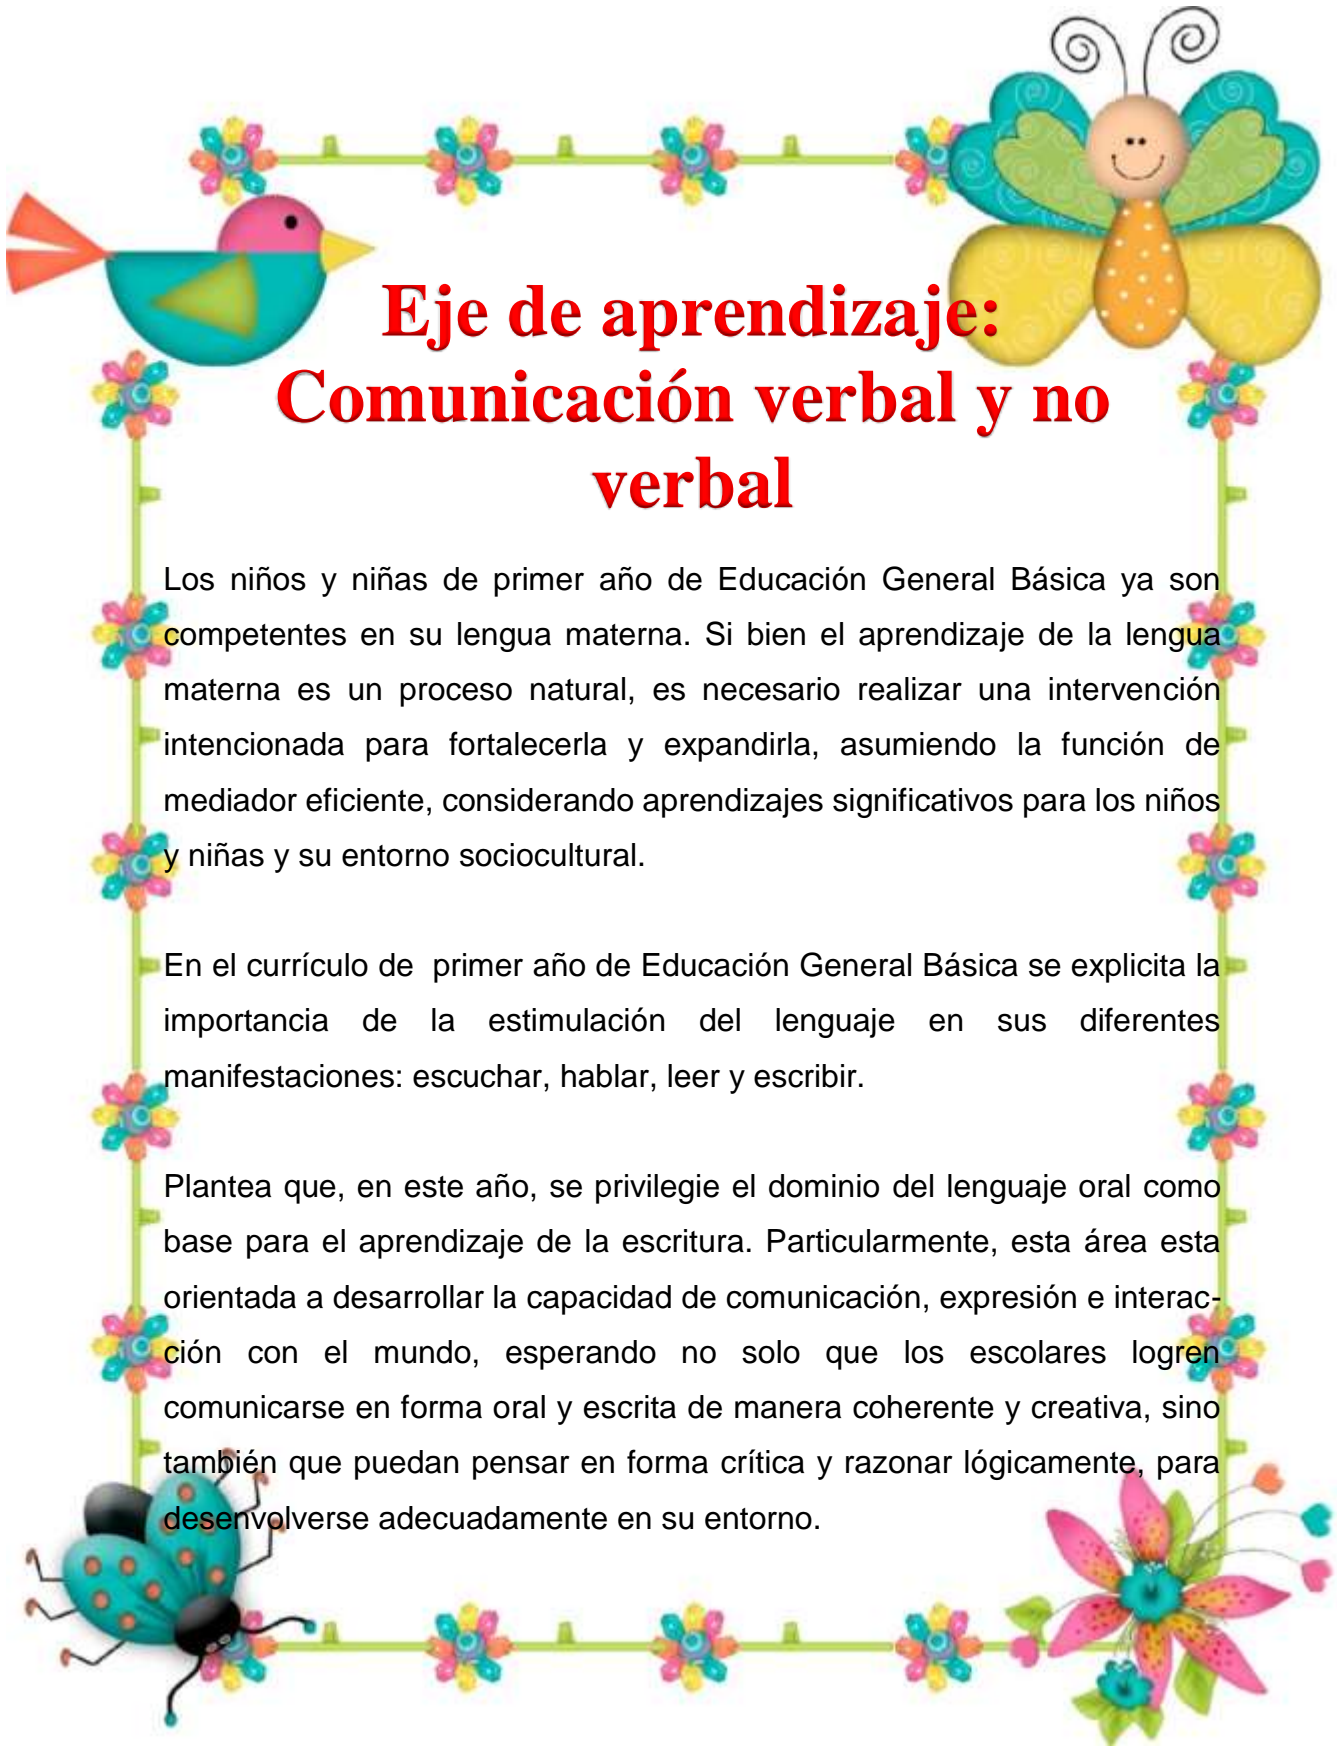 Eje de aprendizaje:
Comunicación verbal y no
verbal
Los niños y niñas de primer año de Educación General Básica ya son
competentes en su lengua materna. Si bien el aprendizaje de la lengua
materna es un proceso natural, es necesario realizar una intervención
intencionada para fortalecerla y expandirla, asumiendo la función de
mediador eficiente, considerando aprendizajes significativos para los niños
y niñas y su entorno sociocultural.
En el currículo de primer año de Educación General Básica se explicita la
importancia de la estimulación del lenguaje en sus diferentes
manifestaciones: escuchar, hablar, leer y escribir.
Plantea que, en este año, se privilegie el dominio del lenguaje oral como
base para el aprendizaje de la escritura. Particularmente, esta área esta
orientada a desarrollar la capacidad de comunicación, expresión e interac-
ción con el mundo, esperando no solo que los escolares logren
comunicarse en forma oral y escrita de manera coherente y creativa, sino
también que puedan pensar en forma crítica y razonar lógicamente, para
desenvolverse adecuadamente en su entorno.